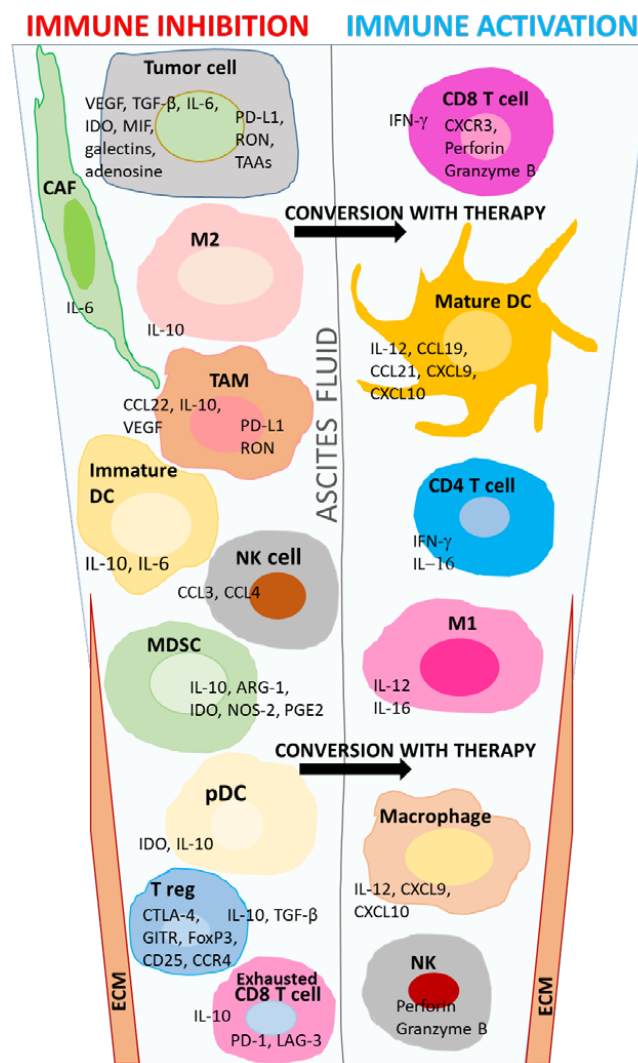 IMMUNE INHIBITION
IMMUNE ACTIVATION
Tumor cell
VEGF, TGF-β, IL-6,
IDO, MIF,
galectins,
adenosine
PD-L1,
RON,
TAAs
CAF
IL-6
M2
IL-10
TAM
CCL22, IL-10,
VEGF
PD-L1
RON
Immature
DC
IL-10, IL-6
NK cell
CCL3, CCL4
MDSC
IL-10, ARG-1,
IDO, NOS-2, PGE2
pDC
IDO, IL-10
T reg
CTLA-4,
GITR, FoxP3,
CD25, CCR4
IL-10, TGF-β
Exhausted
CD8 T cell
IL-10
PD-1, LAG-3
ECM
ASCITES FLUID
CONVERSION WITH THERAPY
CONVERSION WITH THERAPY
CD8 T cell
IFN-γ
CXCR3,
Perforin
Granzyme B
Mature DC
IL-12, CCL19,
CCL21, CXCL9,
CXCL10
CD4 T cell
IFN-γ
IL–16
M1
IL-12
IL-16
Macrophage
IL-12, CXCL9,
CXCL10
NK
Perforin
Granzyme B
ECM